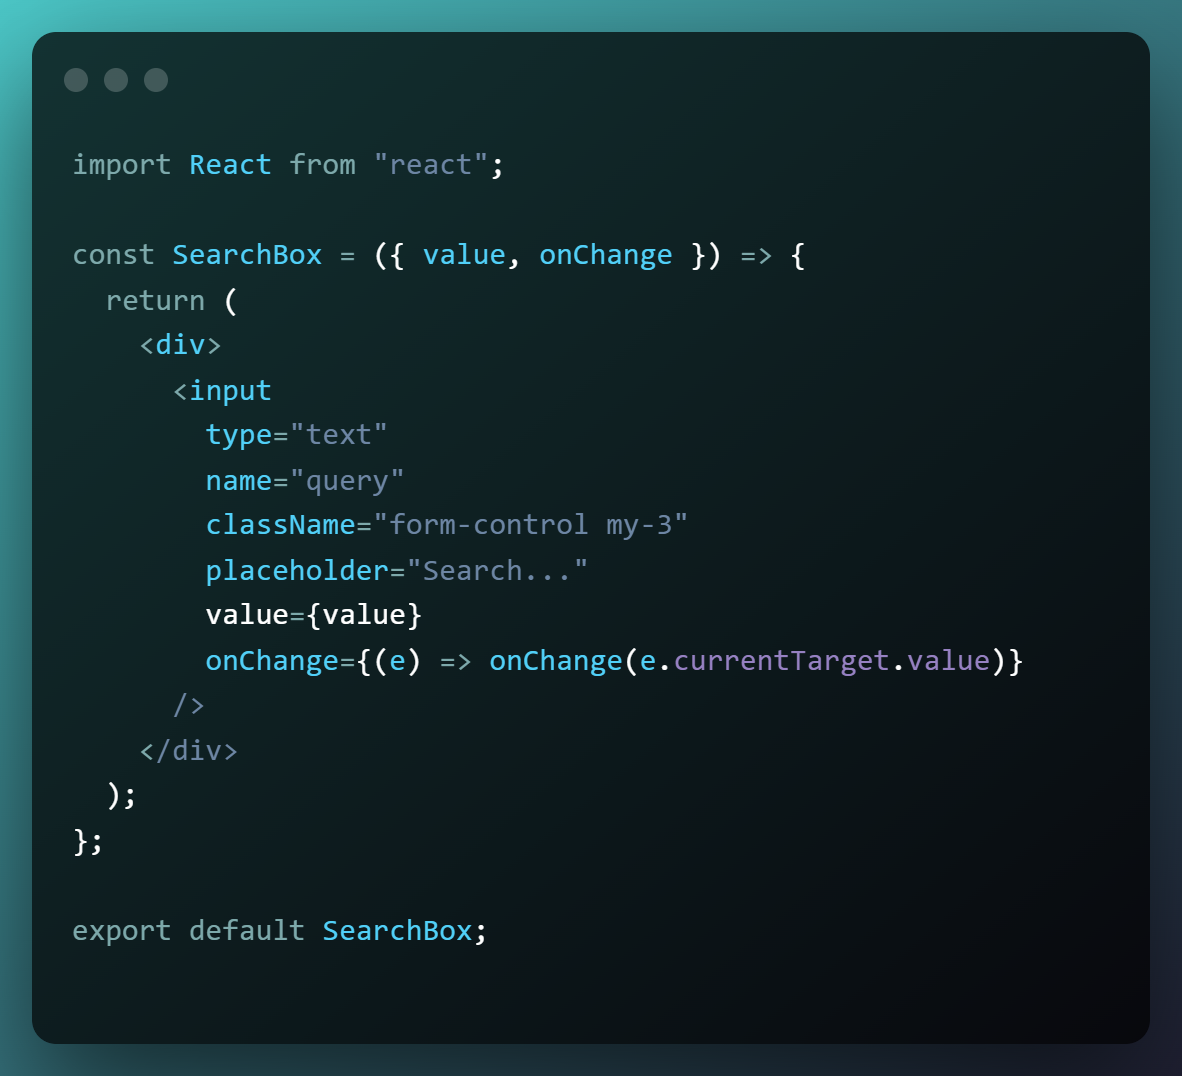 import React from "react";

const SearchBox = ({ value, onChange }) => {
  return (
    <div>
      <input
        type="text"
        name="query"
        className="form-control my-3"
        placeholder="Search..."
        value={value}
        onChange={(e) => onChange(e.currentTarget.value)}
      />
    </div>
  );
};

export default SearchBox;